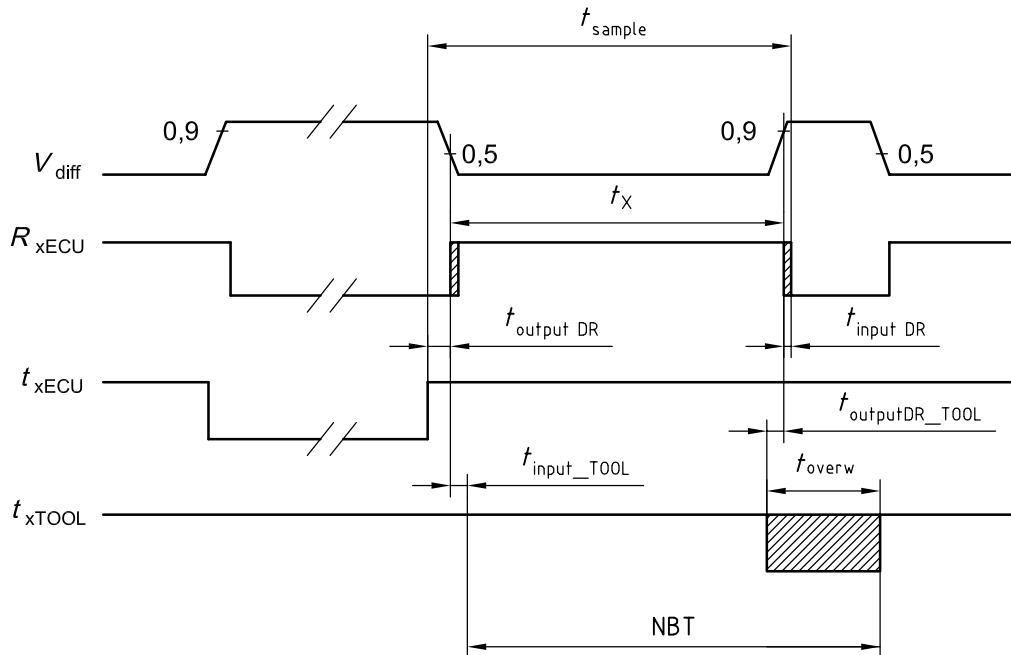 t sample
0,9
0,5
0,9
0,5
V diff
t X
R xECU
t output DR
t input DR
t xECU
t outputDR_TOOL
t input_TOOL
t overw
t xTOOL
NBT